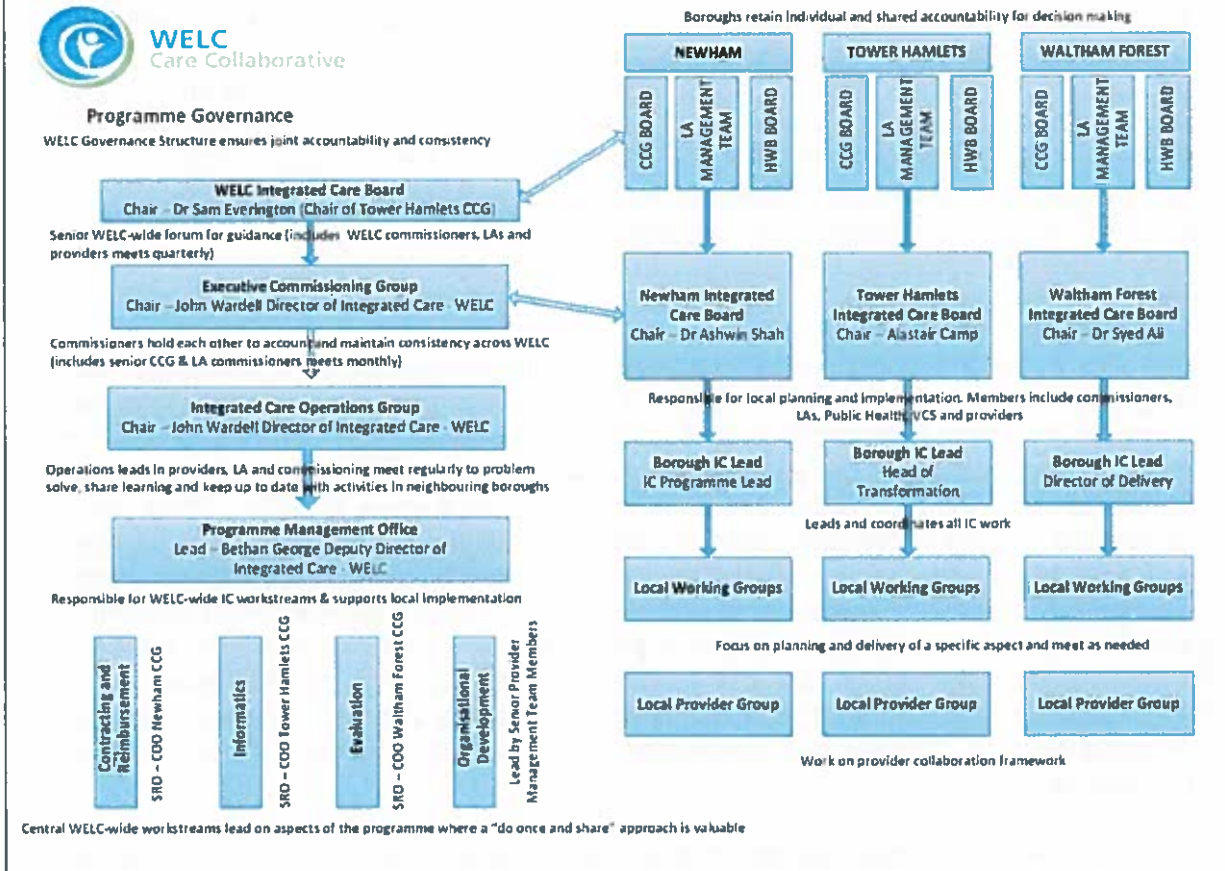 WELC
Care Collaborative
Programme Governance
WELC Governance Structure ensures joint accountability and consistency
WELC Integrated Care Board
Chair – Dr Sam Everington (Chair of Tower Hamlets CCG)
Senior WELC-wide forum for guidance (includes WELC commissioners, LAs and
providers meets quarterly)
Executive Commissioning Group
Chair – John Wardell Director of Integrated Care - WELC
Commissioners hold each other to account and maintain consistency across WELC
(includes senior CCG & LA commissioners meets monthly)
Integrated Care Operations Group
Chair – John Wardell Director of Integrated Care - WELC
Operations leads in providers, LA and commissioning meet regularly to problem
solve, share learning and keep up to date with activities in neighbouring boroughs
Programme Management Office
Lead – Bethan George Deputy Director of
Integrated Care - WELC
Responsible for WELC-wide IC workstreams & supports local implementation
Contracting and
Reimbursement
SRO – COO Newham CCG
Informatics
SRO – COO Tower Hamlets CCG
Evaluation
SRO – COO Waltham Forest CCG
Organisational
Development
Lead by Senior Provider
Management Team Members
Central WELC-wide workstreams lead on aspects of the programme where a "do once and share" approach is valuable
Boroughs retain individual and shared accountability for decision making
NEWHAM
TOWER HAMLETS
WALTHAM FOREST
CCG BOARD
LA
MANAGEMENT
TEAM
HWB BOARD
CCG BOARD
LA
MANAGEMENT
TEAM
HWB BOARD
CCG BOARD
LA
MANAGEMENT
TEAM
HWB BOARD
Newham Integrated
Care Board
Chair – Dr Ashwin Shah
Tower Hamlets
Integrated Care Board
Chair – Alastair Camp
Waltham Forest
Integrated Care Board
Chair – Dr Syed Ali
Responsible for local planning and implementation. Members include commissioners,
LAs, Public Health, VCS and providers
Borough IC Lead
IC Programme Lead
Borough IC Lead
Head of
Transformation
Borough IC Lead
Director of Delivery
Leads and coordinates all IC work
Local Working Groups
Local Working Groups
Local Working Groups
Focus on planning and delivery of a specific aspect and meet as needed
Local Provider Group
Local Provider Group
Local Provider Group
Work on provider collaboration framework